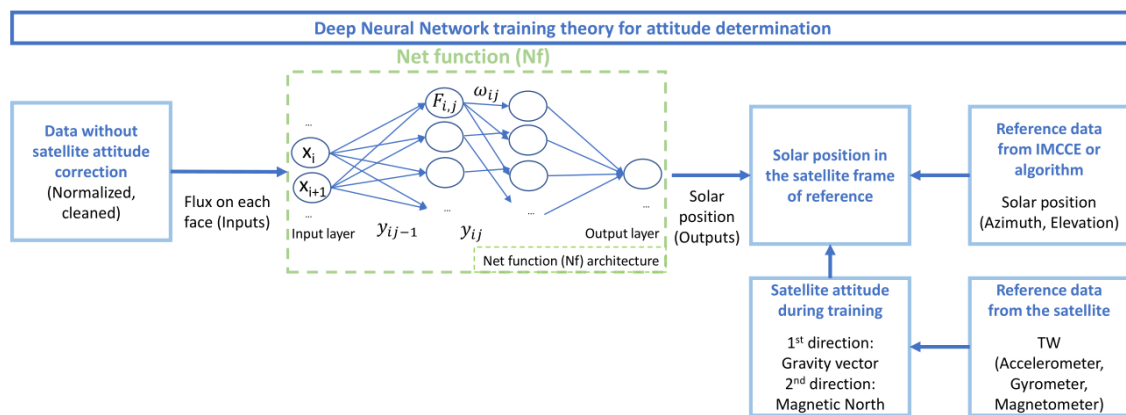 Deep Neural Network training theory for attitude determination
Net function (Nf)
Data without
satellite attitude
correction
(Normalized,
cleaned)
Flux on each
face (Inputs)
...
xᵢ
xᵢ₊₁
...
Input layer
Fᵢ,ⱼ
ωᵢⱼ
...
...
yᵢⱼ₋₁
yᵢⱼ
...
Output layer
Net function (Nf) architecture
Solar
position
(Outputs)
Solar position in
the satellite frame
of reference
Reference data
from IMCCE or
algorithm
Solar position
(Azimuth, Elevation)
Satellite attitude
during training
1ˢᵗ direction:
Gravity vector
2ⁿᵈ direction:
Magnetic North
Reference data
from the satellite
TW
(Accelerometer,
Gyrometer,
Magnetometer)